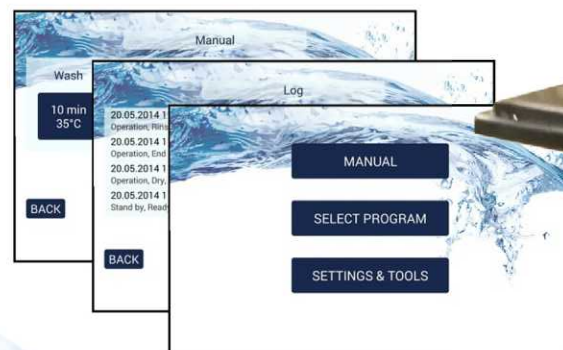 Manual
Wash
10 min
35°C
BACK
Log
20.05.2014 1
Operation, Rins
20.05.2014 1
Operation, End
20.05.2014 1
Operation, Dry,
20.05.2014 1
Stand by, Ready
BACK
MANUAL
SELECT PROGRAM
SETTINGS & TOOLS